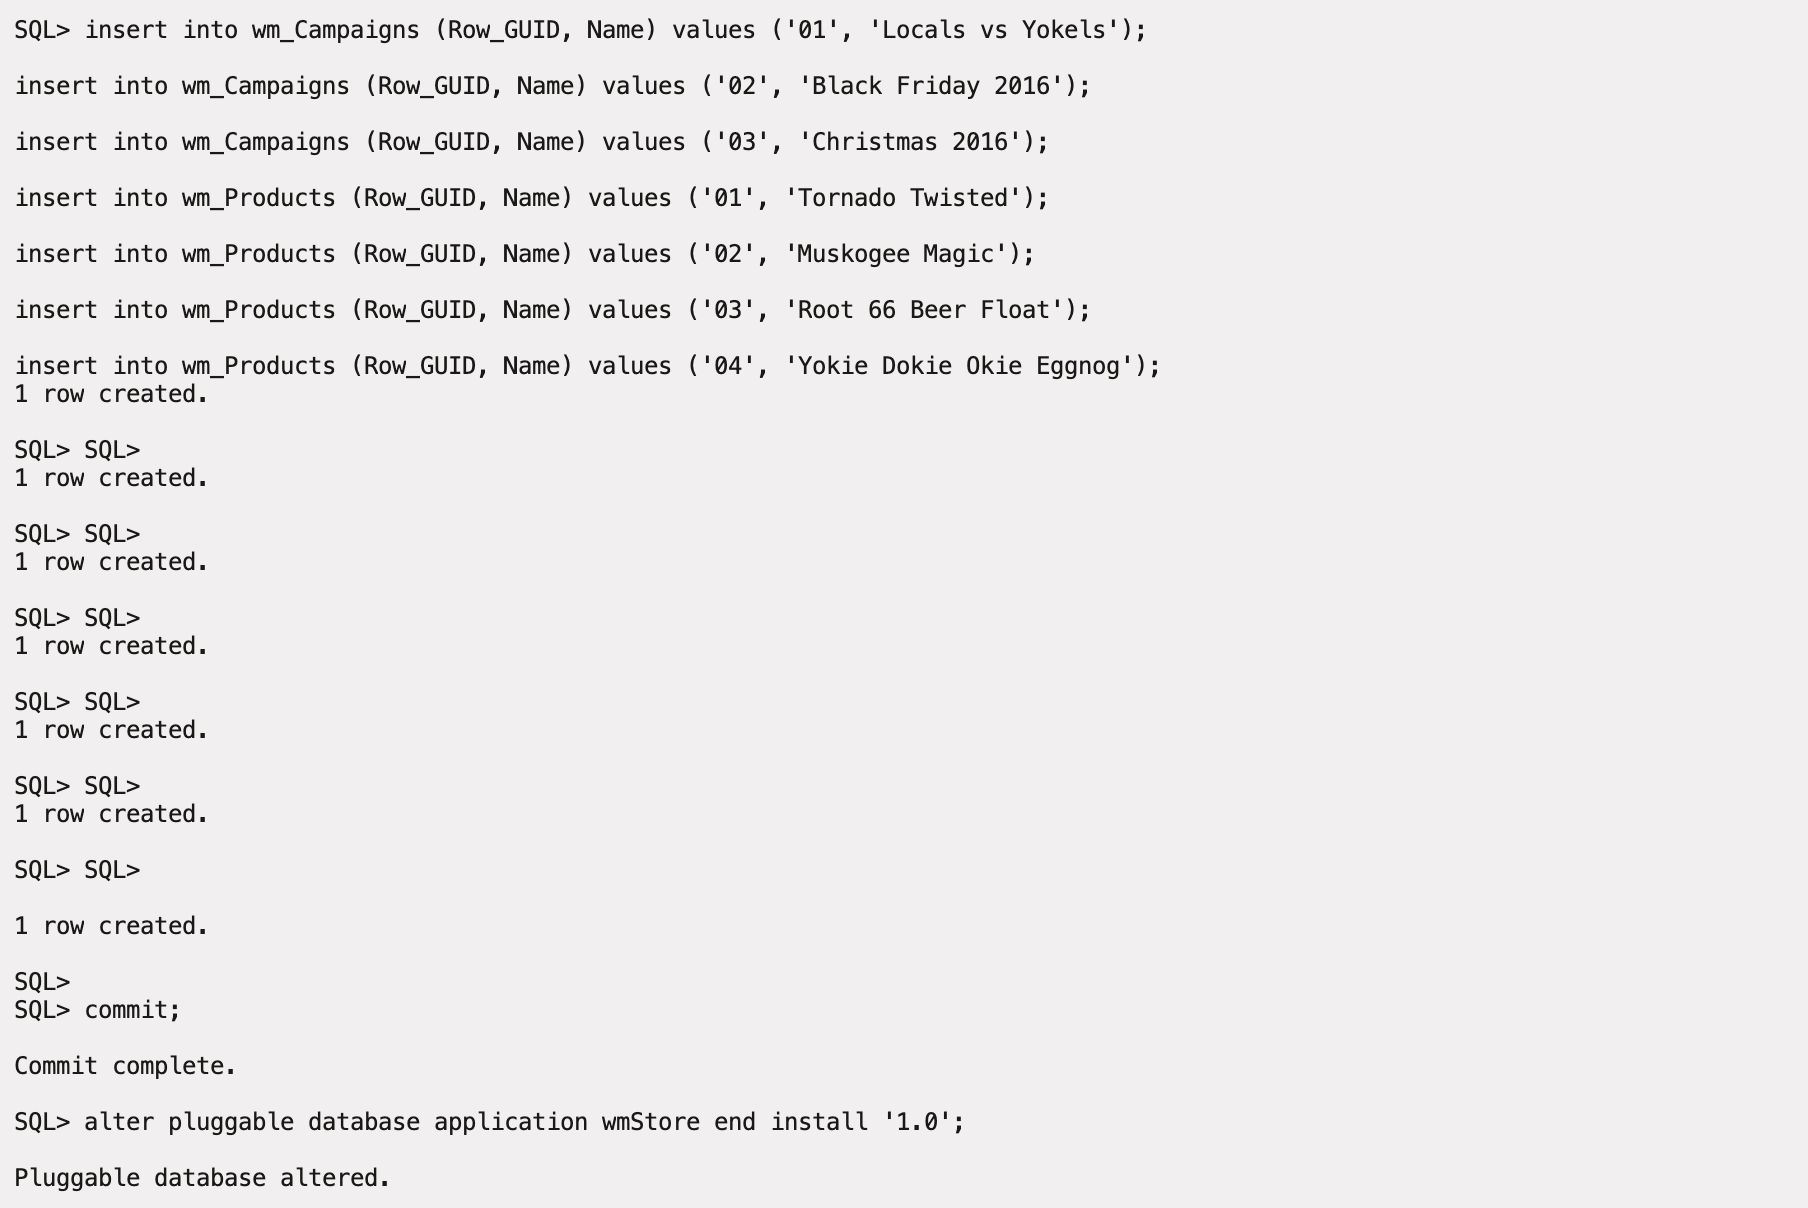 SQL> insert into wm_Campaigns (Row_GUID, Name) values ('01', 'Locals vs Yokels');
insert into wm_Campaigns (Row_GUID, Name) values ('02', 'Black Friday 2016');
insert into wm_Campaigns (Row_GUID, Name) values ('03', 'Christmas 2016');
insert into wm_Products (Row_GUID, Name) values ('01', 'Tornado Twisted');
insert into wm_Products (Row_GUID, Name) values ('02', 'Muskogee Magic');
insert into wm_Products (Row_GUID, Name) values ('03', 'Root 66 Beer Float');
insert into wm_Products (Row_GUID, Name) values ('04', 'Yokie Dokie Okie Eggnog');
1 row created.
SQL> SQL>
1 row created.
SQL> SQL>
1 row created.
SQL> SQL>
1 row created.
SQL> SQL>
1 row created.
SQL> SQL>
1 row created.
SQL> SQL>
1 row created.
SQL>
SQL> commit;
Commit complete.
SQL> alter pluggable database application wmStore end install '1.0';
Pluggable database altered.